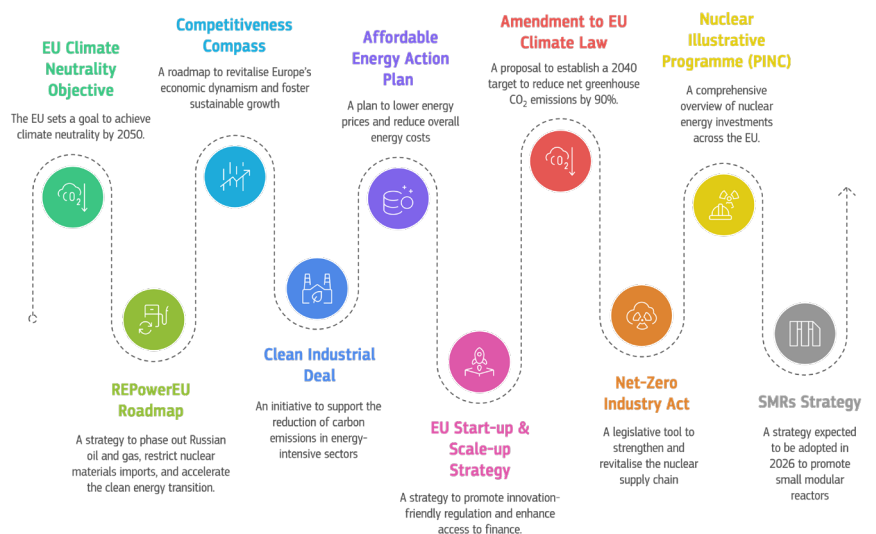 EU Climate
Neutrality
Objective
The EU sets a goal to achieve
climate neutrality by 2050.
CO2
REPowerEU
Roadmap
A strategy to phase out Russian
oil and gas, restrict nuclear
materials imports, and accelerate
the clean energy transition.
Competitiveness
Compass
A roadmap to revitalise Europe's
economic dynamism and foster
sustainable growth
Clean Industrial
Deal
An initiative to support the
reduction of carbon
emissions in energy-
intensive sectors
Affordable
Energy Action
Plan
A plan to lower energy
prices and reduce overall
energy costs
EU Start-up &
Scale-up
Strategy
A strategy to promote innovation-
friendly regulation and enhance
access to finance.
Amendment to EU
Climate Law
A proposal to establish a 2040
target to reduce net greenhouse
CO₂ emissions by 90%.
CO2
Net-Zero
Industry Act
A legislative tool to
strengthen and
revitalise the nuclear
supply chain
Nuclear
Illustrative
Programme (PINC)
A comprehensive
overview of nuclear
energy investments
across the EU.
SMRs Strategy
A strategy expected
to be adopted in
2026 to promote
small modular
reactors